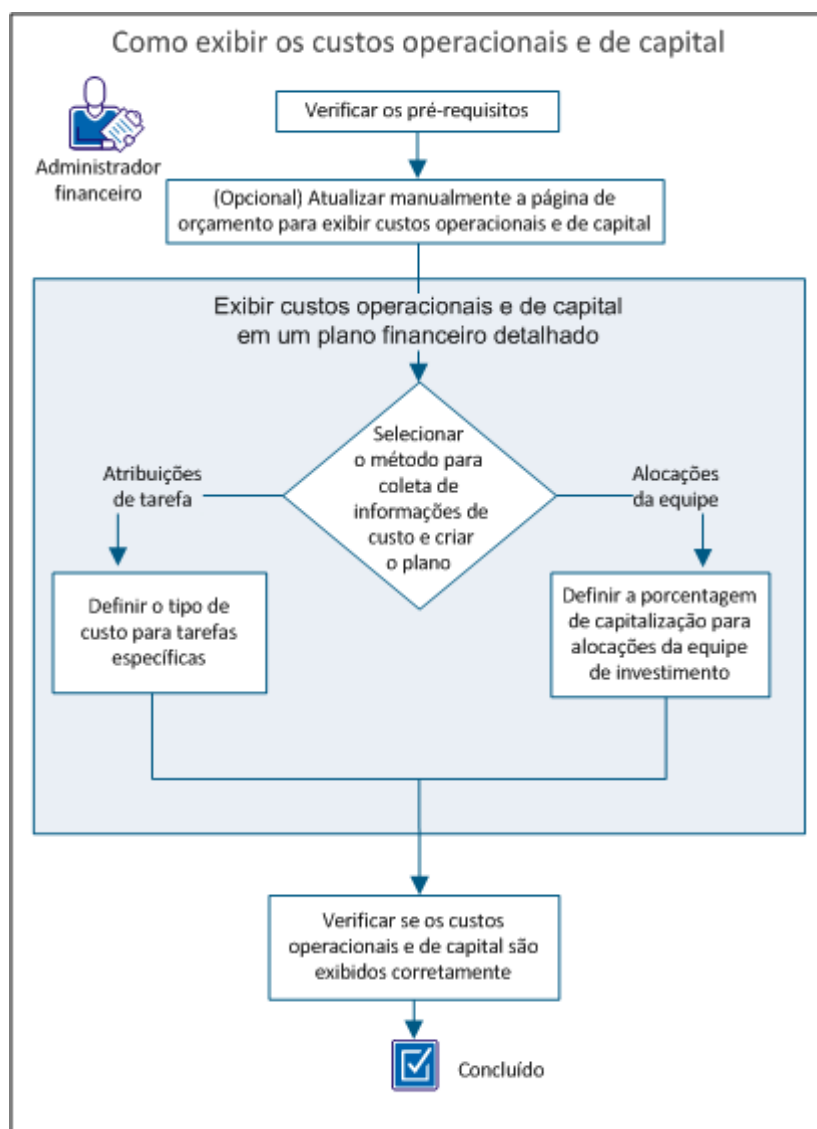 Como exibir os custos operacionais e de capital
Administrador
financeiro
Verificar os pré-requisitos
(Opcional) Atualizar manualmente a página de
orçamento para exibir custos operacionais e de capital
Exibir custos operacionais e de capital
em um plano financeiro detalhado
Selecionar
o método para
coleta de
informações de
custo e criar
o plano
Atribuições
de tarefa
Alocações
da equipe
Definir o tipo de
custo para tarefas
específicas
Definir a porcentagem
de capitalização para
alocações da equipe
de investimento
Verificar se os custos
operacionais e de capital são
exibidos corretamente
Concluído